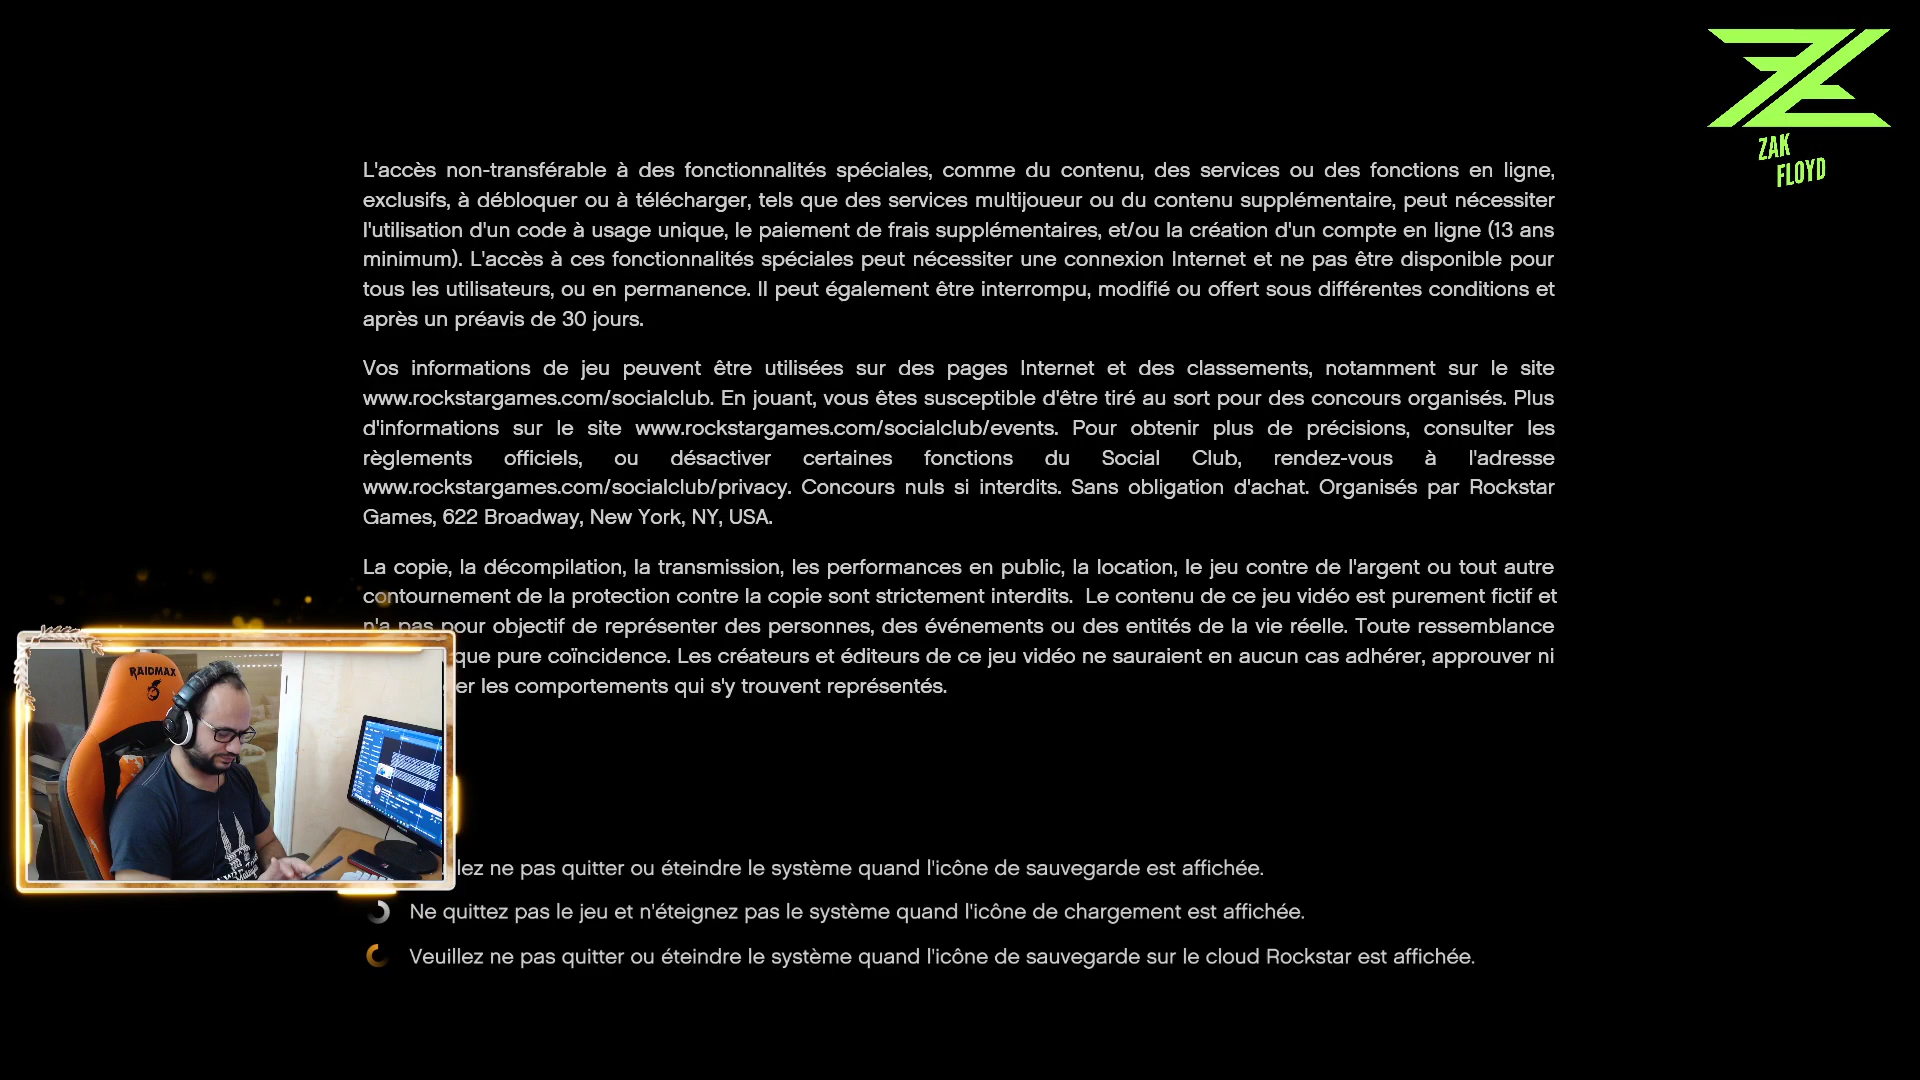 ZAK
FLOYD
L'accès non-transférable à des fonctionnalités spéciales, comme du contenu, des services ou des fonctions en ligne,
exclusifs, à débloquer ou à télécharger, tels que des services multijoueur ou du contenu supplémentaire, peut nécessiter
l'utilisation d'un code à usage unique, le paiement de frais supplémentaires, et/ou la création d'un compte en ligne (13 ans
minimum). L'accès à ces fonctionnalités spéciales peut nécessiter une connexion Internet et ne pas être disponible pour
tous les utilisateurs, ou en permanence. Il peut également être interrompu, modifié ou offert sous différentes conditions et
après un préavis de 30 jours.
Vos informations de jeu peuvent être utilisées sur des pages Internet et des classements, notamment sur le site
www.rockstargames.com/socialclub. En jouant, vous êtes susceptible d'être tiré au sort pour des concours organisés. Plus
d'informations sur le site www.rockstargames.com/socialclub/events. Pour obtenir plus de précisions, consulter les
règlements officiels, ou désactiver certaines fonctions du Social Club, rendez-vous à l'adresse
www.rockstargames.com/socialclub/privacy. Concours nuls si interdits. Sans obligation d'achat. Organisés par Rockstar
Games, 622 Broadway, New York, NY, USA.
La copie, la décompilation, la transmission, les performances en public, la location, le jeu contre de l'argent ou tout autre
contournement de la protection contre la copie sont strictement interdits. Le contenu de ce jeu vidéo est purement fictif et
n'a pas pour objectif de représenter des personnes, des événements ou des entités de la vie réelle. Toute ressemblance
que pure coïncidence. Les créateurs et éditeurs de ce jeu vidéo ne sauraient en aucun cas adhérer, approuver ni
er les comportements qui s'y trouvent représentés.
RAIDMAX
lez ne pas quitter ou éteindre le système quand l'icône de sauvegarde est affichée.
Ne quittez pas le jeu et n'éteignez pas le système quand l'icône de chargement est affichée.
Veuillez ne pas quitter ou éteindre le système quand l'icône de sauvegarde sur le cloud Rockstar est affichée.